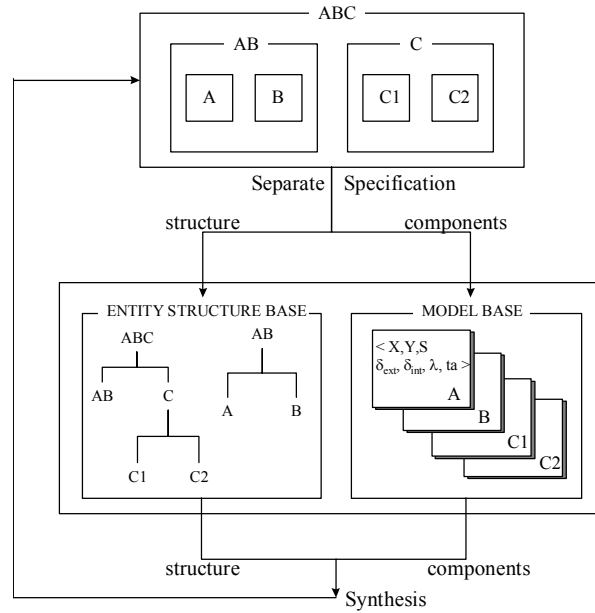 ABC
AB
C
A
B
C1
C2
Separate Specification
structure
components
ENTITY STRUCTURE BASE
ABC
AB
C
C1
C2
AB
A
B
MODEL BASE
< X,Y,S
δext, δint, λ, ta >
A
B
C1
C2
structure
components
Synthesis